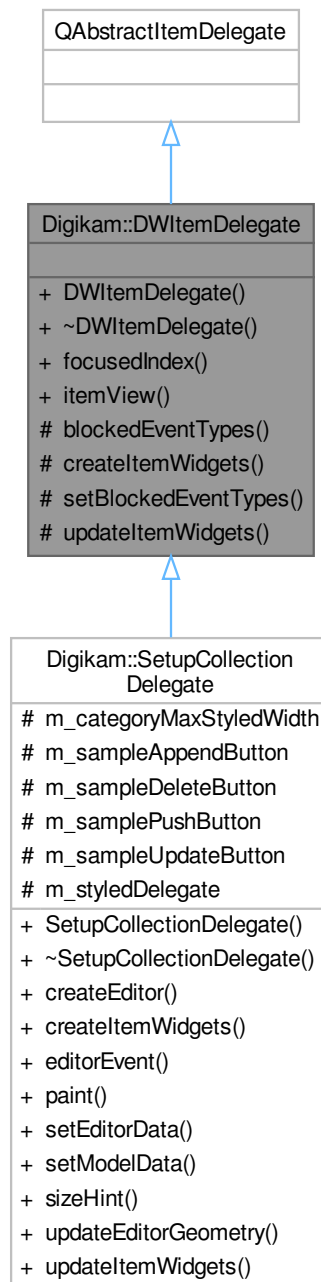 QAbstractItemDelegate
Digikam::DWItemDelegate
+ DWItemDelegate()
+ ~DWItemDelegate()
+ focusedIndex()
+ itemView()
# blockedEventTypes()
# createItemWidgets()
# setBlockedEventTypes()
# updateItemWidgets()
Digikam::SetupCollection
Delegate
# m_categoryMaxStyledWidth
# m_sampleAppendButton
# m_sampleDeleteButton
# m_samplePushButton
# m_sampleUpdateButton
# m_styledDelegate
+ SetupCollectionDelegate()
+ ~SetupCollectionDelegate()
+ createEditor()
+ createItemWidgets()
+ editorEvent()
+ paint()
+ setEditorData()
+ setModelData()
+ sizeHint()
+ updateEditorGeometry()
+ updateItemWidgets()